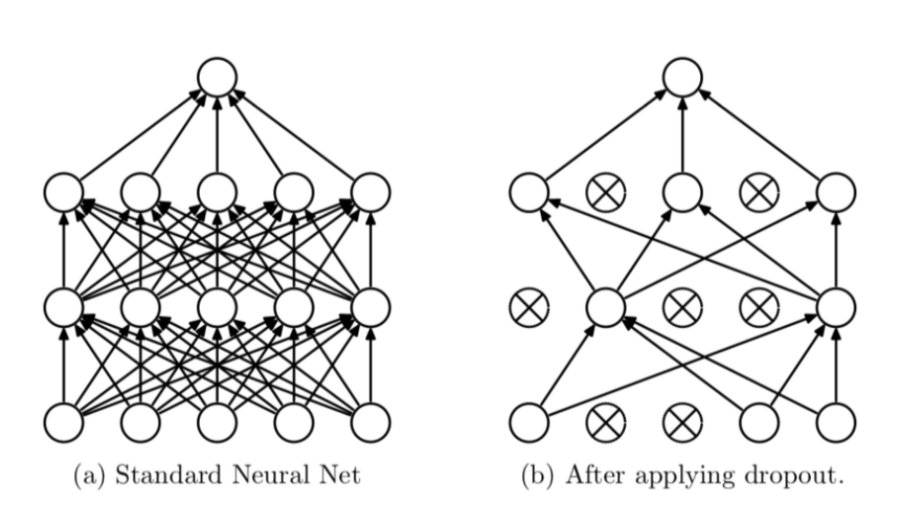 (a) Standard Neural Net
(b) After applying dropout.